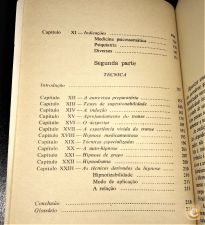 Capítulo XI — Indicações
Medicina psicossomática
Psiquiatria
Diversos
Segunda parte
TÉCNICA
Introdução
Capítulo XII — A entrevista preparatória
Capítulo XIII — Testes de sugestionabilidade
Capítulo XIV — A indução
Capítulo XV — Aprofundamento do transe
Capítulo XVI — O despertar
Capítulo XVII — A experiência vivida do transe
Capítulo XVIII — Hipnose medicamentosa
Capítulo XIX — Técnicas especializadas
Capítulo XX — A auto-hipnose
Capítulo XXI — Hipnose de grupo
Capítulo XXII — Hipnodrama
Capítulo XXIII — As técnicas derivadas da hipnose
Hipnotizabilidade
Modo de aplicação
A relação
Conclusão
Glossário